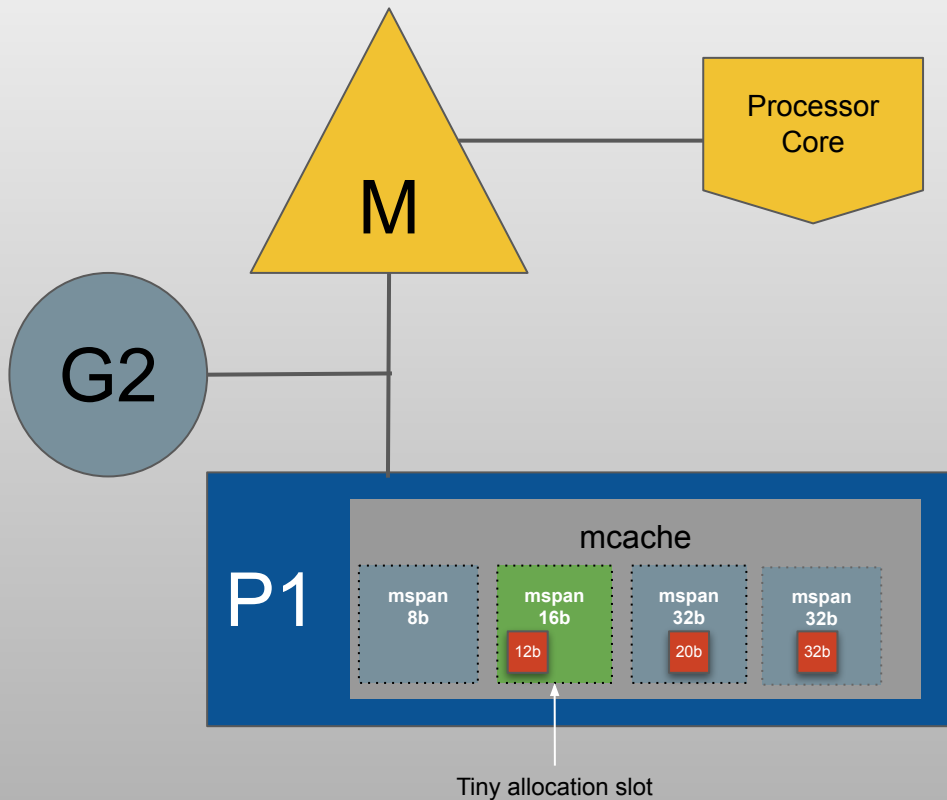 Processor
Core
M
G2
P1
mcache
mspan
8b
mspan
16b
mspan
32b
mspan
32b
12b
20b
32b
Tiny allocation slot